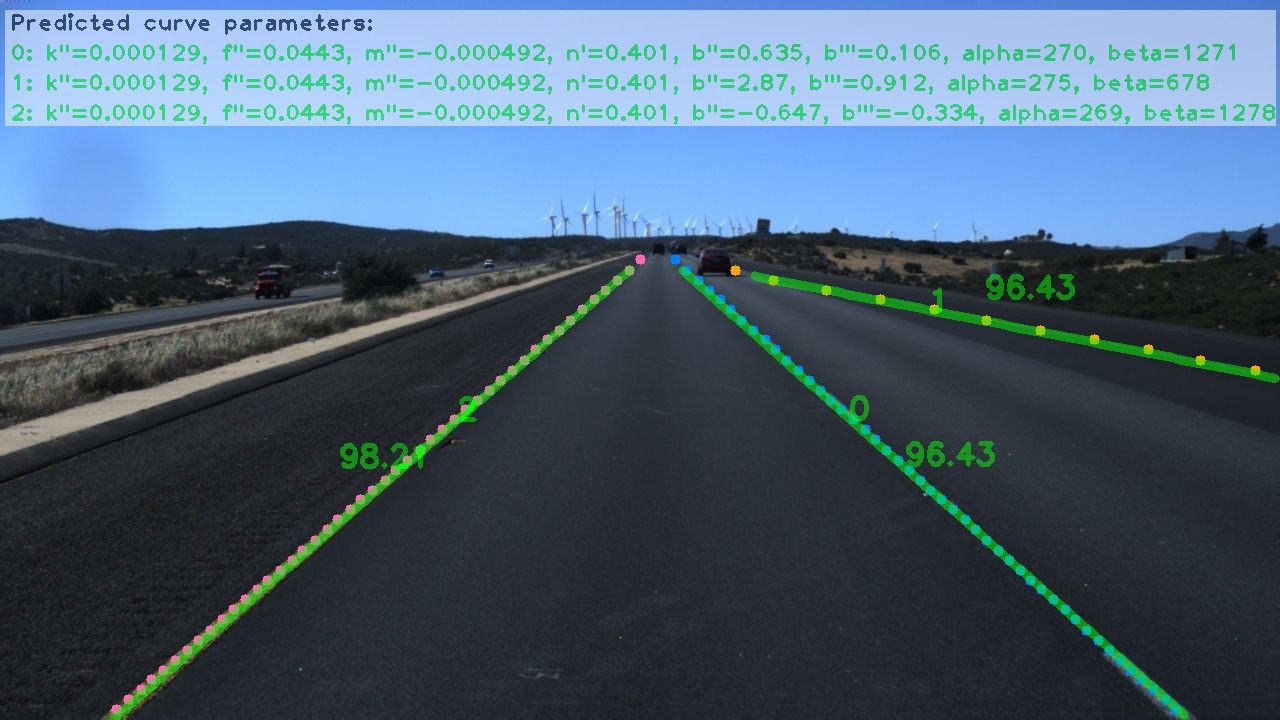 Predicted curve parameters:
0: k''=0.000129, f''=0.0443, m''=-0.000492, n'=0.401, b''=0.635, b'''=0.106, alpha=270, beta=1271
1: k''=0.000129, f''=0.0443, m''=-0.000492, n'=0.401, b''=2.87, b'''=0.912, alpha=275, beta=678
2: k''=0.000129, f''=0.0443, m''=-0.000492, n'=0.401, b''=-0.647, b'''=-0.334, alpha=269, beta=1278
1
96.43
2
0
98.21
96.43